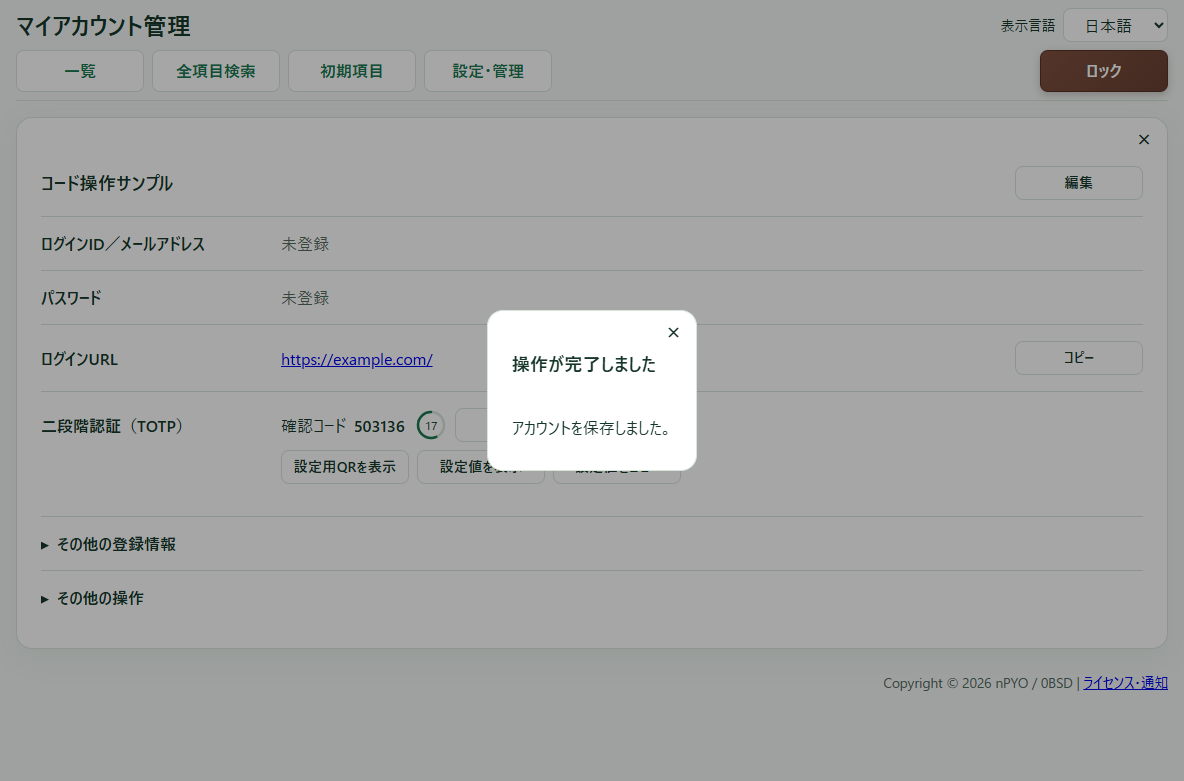 マイアカウント管理
表示言語 日本語
一覧 全項目検索 初期項目 設定・管理 ロック
×
コード操作サンプル 編集
ログインID／メールアドレス 未登録
パスワード 未登録
×
操作が完了しました
アカウントを保存しました。
ログインURL https://example.com/ コピー
二段階認証（TOTP） 確認コード 503136 17
設定用QRを表示
▸ その他の登録情報
▸ その他の操作
Copyright © 2026 nPYO / 0BSD | ライセンス・通知